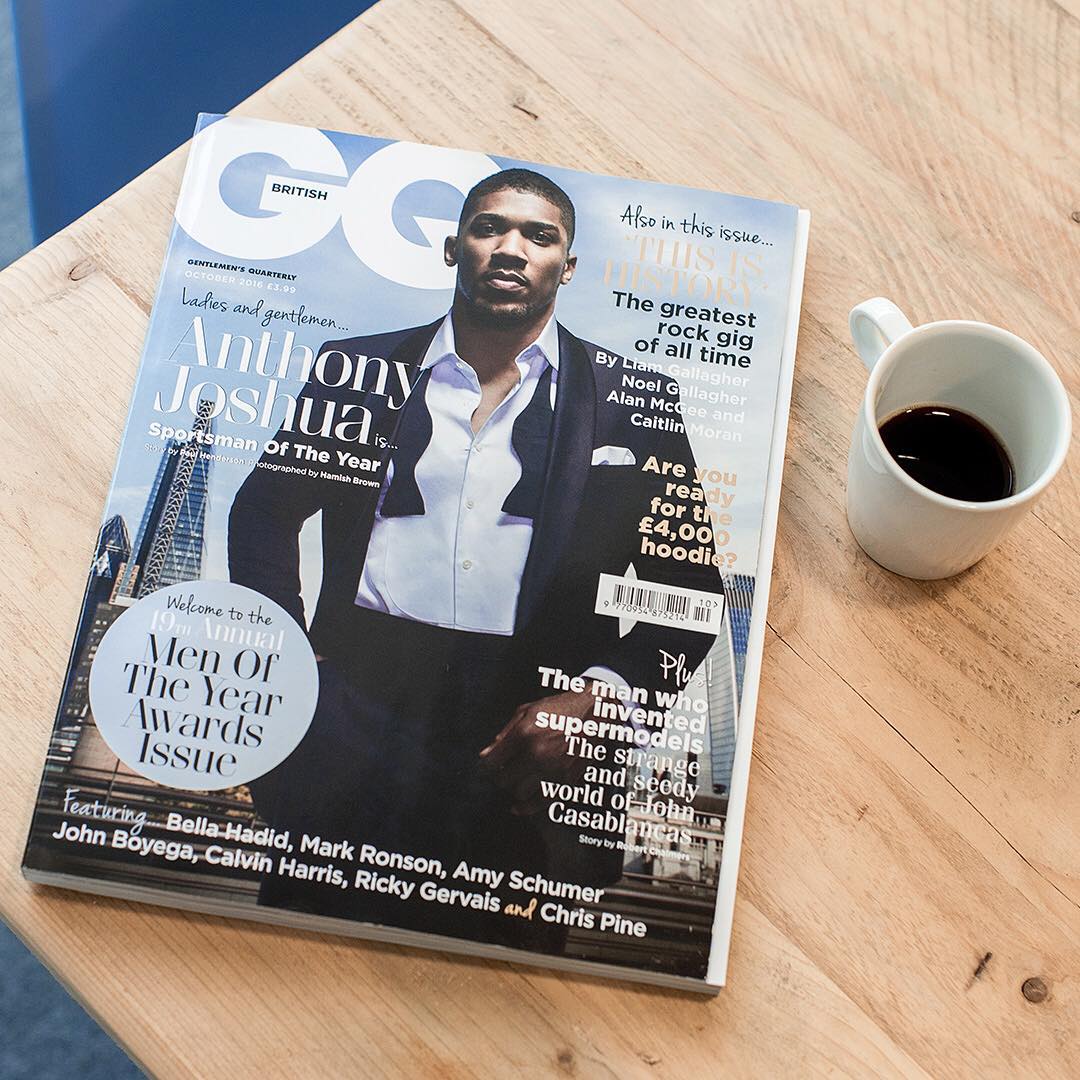 GQ
BRITISH
GENTLEMEN'S QUARTERLY
OCTOBER 2016 £3.99
Ladies and gentlemen...
Anthony
Joshua is...
Sportsman Of The Year
Story by Paul Henderson Photographed by Hamish Brown
Also in this issue...
'THIS IS
HISTORY'
The greatest
rock gig
of all time
By Liam Gallagher
Noel Gallagher
Alan McGee and
Caitlin Moran
Are you
ready
for the
£4,000
hoodie?
10>
9 770954 875214
Plus!
The man who
invented
supermodels
The strange
and seedy
world of John
Casablancas
Story by Robert Chalmers
Welcome to the
19TH Annual
Men Of
The Year
Awards
Issue
Featuring... Bella Hadid, Mark Ronson, Amy Schumer
John Boyega, Calvin Harris, Ricky Gervais and Chris Pine